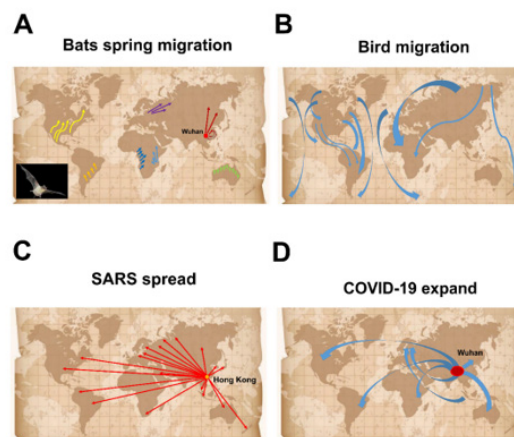 A
Bats spring migration
Wuhan
B
Bird migration
C
SARS spread
Hong Kong
D
COVID-19 expand
Wuhan